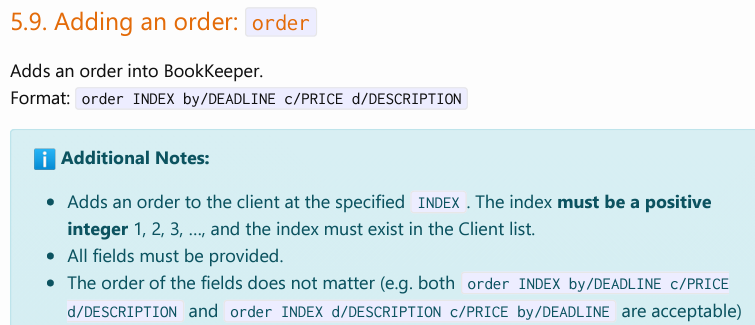 5.9. Adding an order: order
Adds an order into BookKeeper.
Format: order INDEX by/DEADLINE c/PRICE d/DESCRIPTION
i Additional Notes:
• Adds an order to the client at the specified INDEX. The index must be a positive
integer 1, 2, 3, …, and the index must exist in the Client list.
• All fields must be provided.
• The order of the fields does not matter (e.g. both order INDEX by/DEADLINE c/PRICE
d/DESCRIPTION and order INDEX d/DESCRIPTION c/PRICE by/DEADLINE are acceptable)